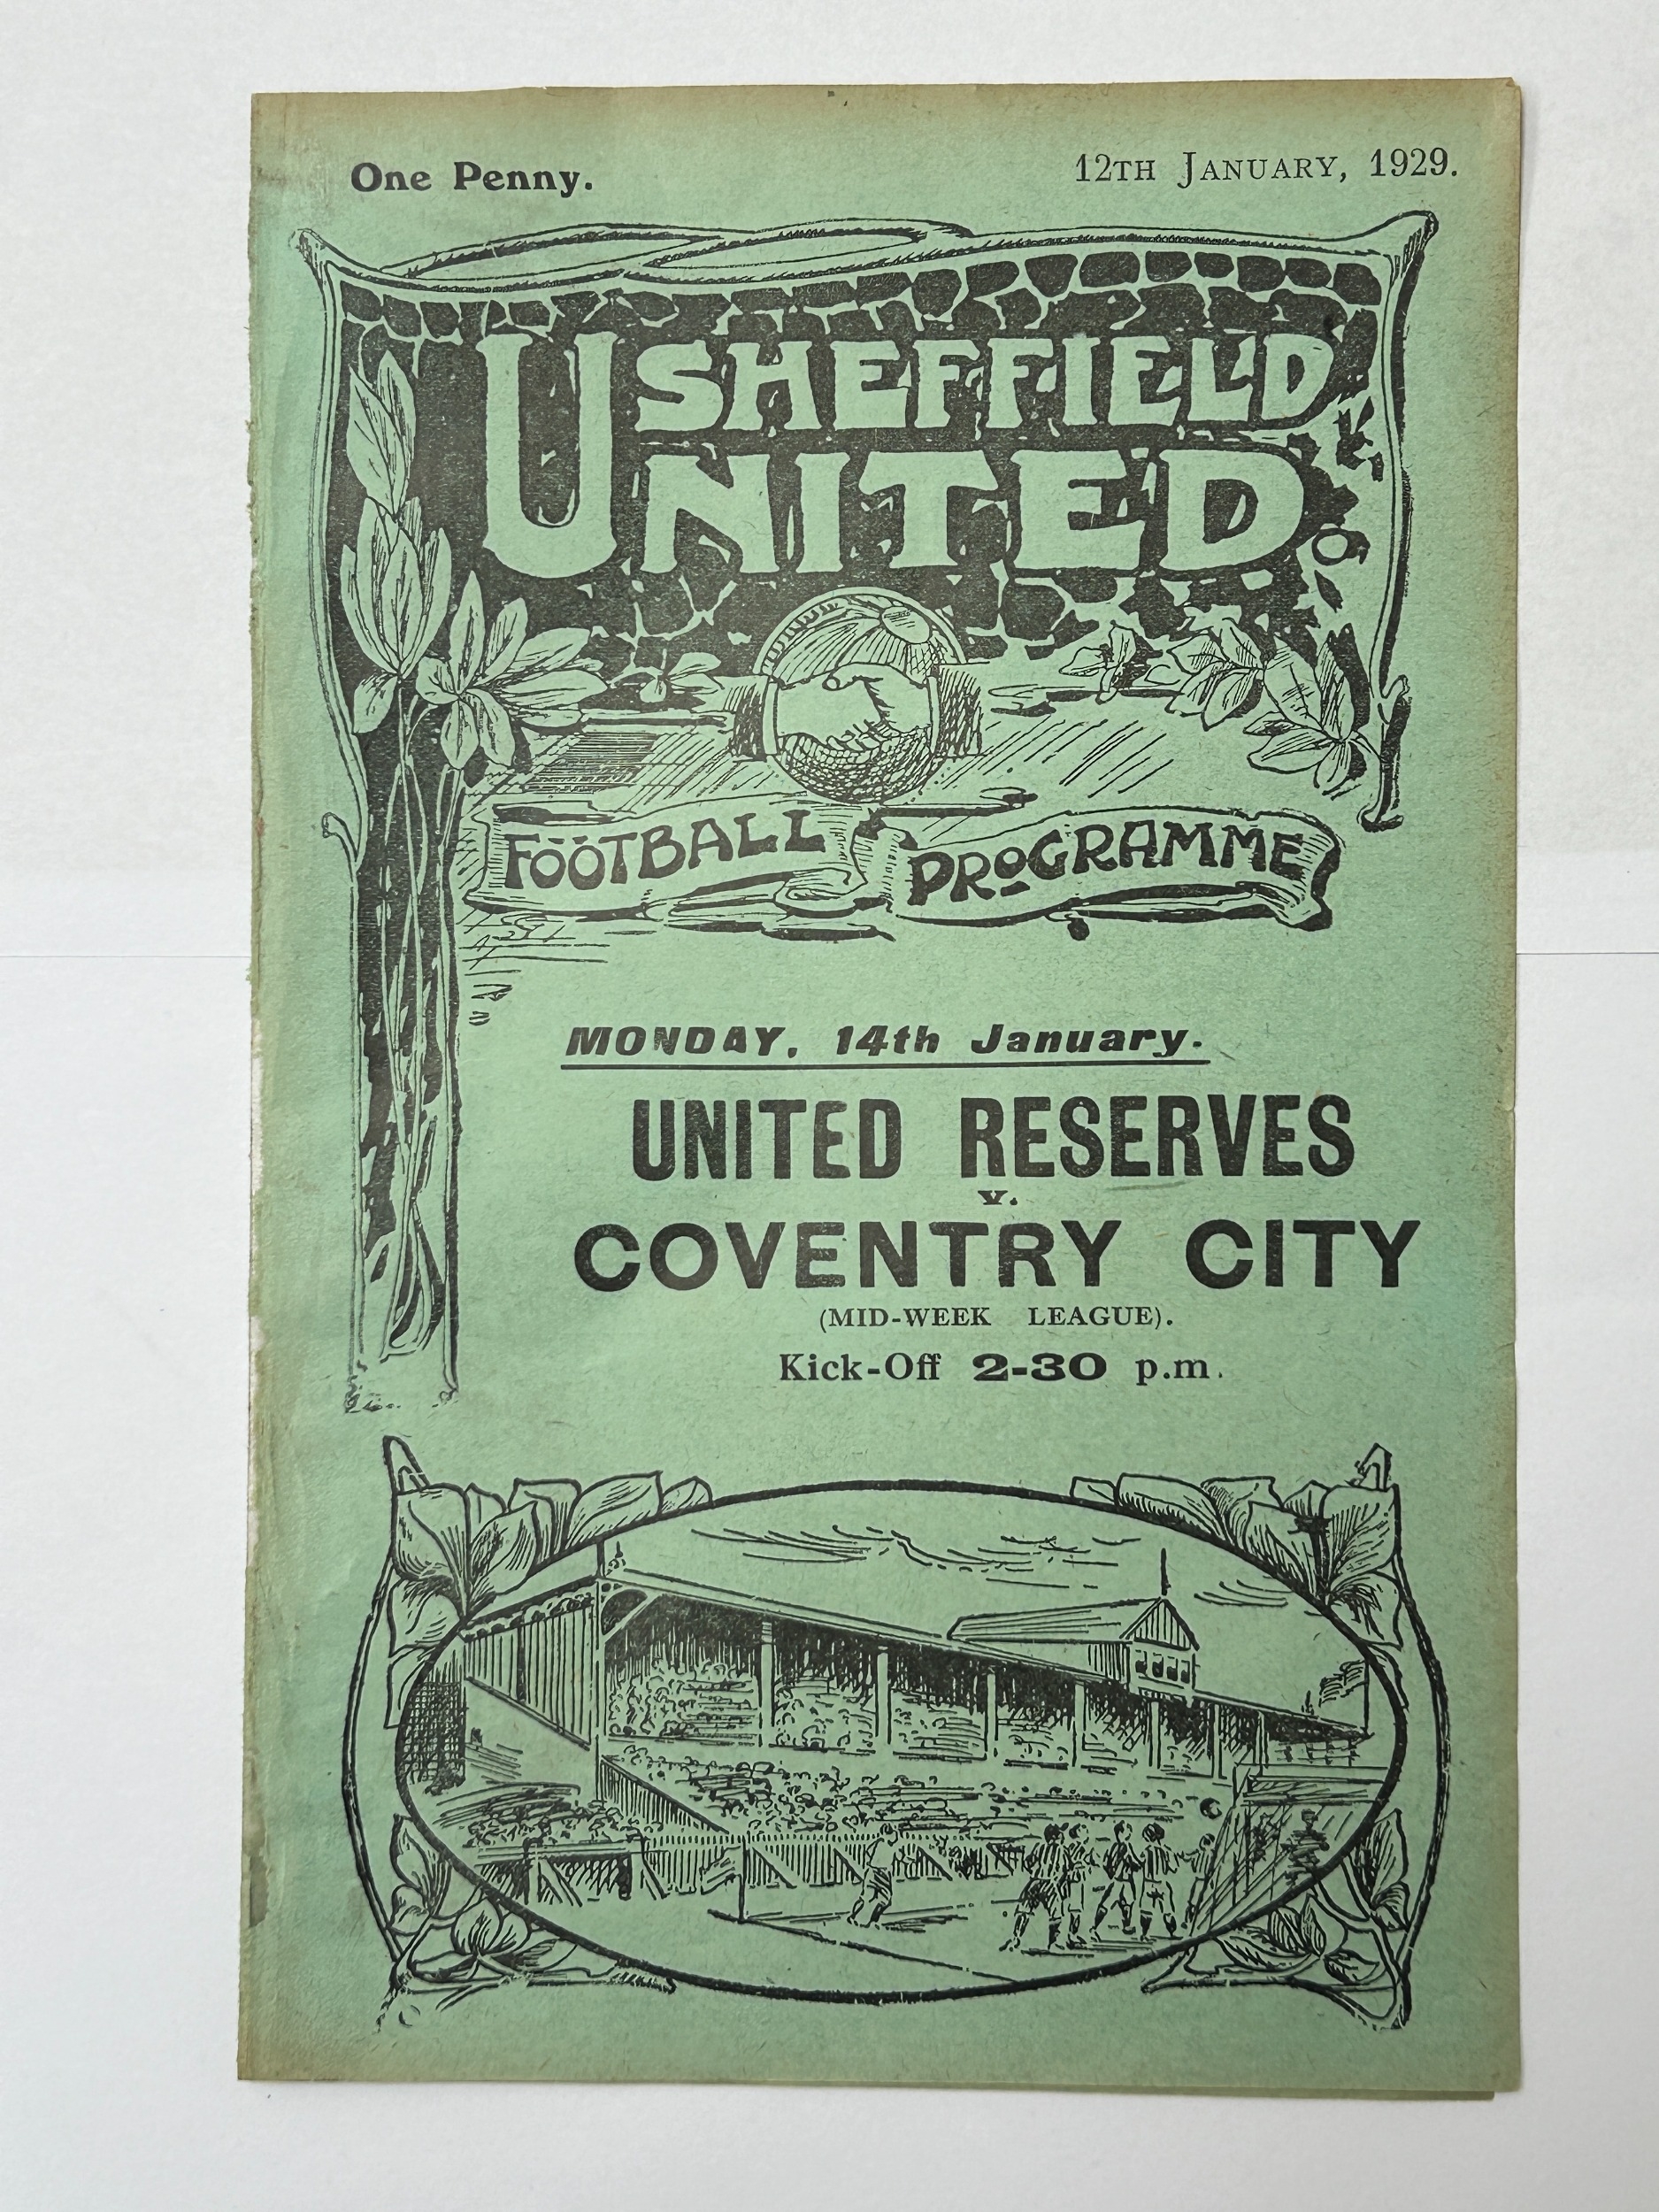 One Penny.
12TH JANUARY, 1929.
SHEFFIELD
UNITED
FOOTBALL PROGRAMME
MONDAY, 14th January.
UNITED RESERVES
v.
COVENTRY CITY
(MID-WEEK LEAGUE).
Kick-Off 2-30 p.m.